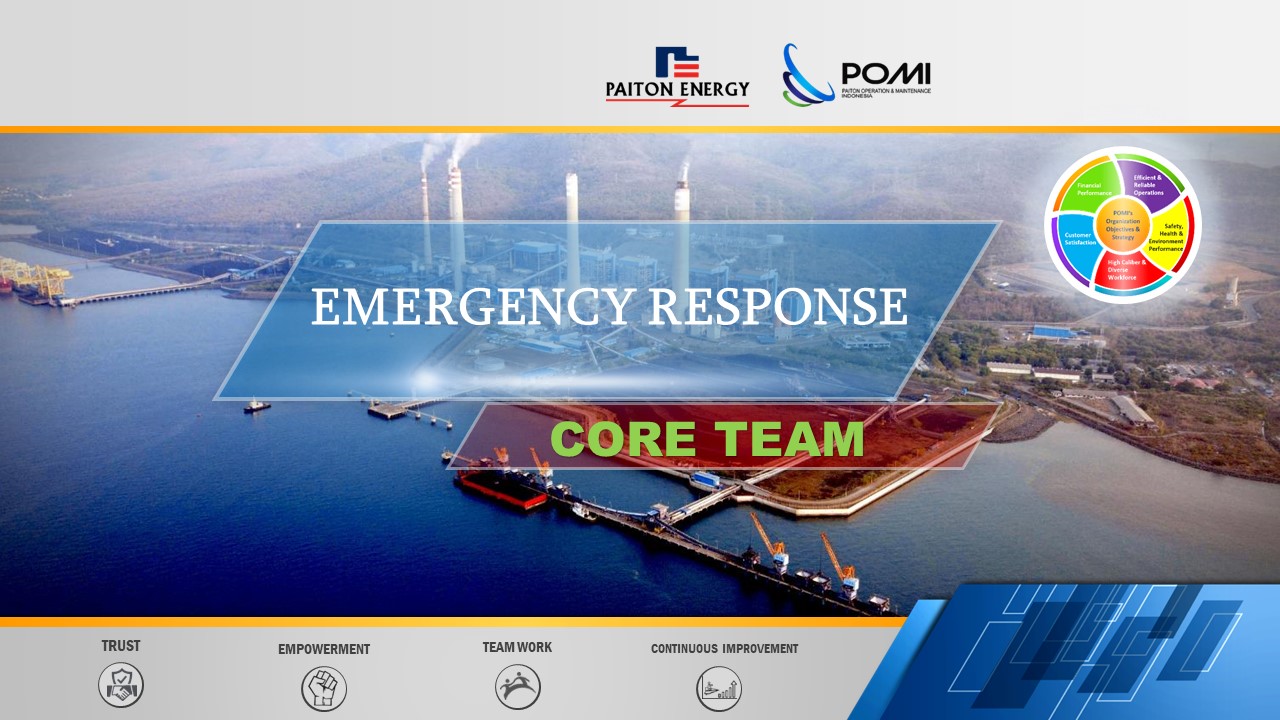 PAITON ENERGY
POMI
PAITON OPERATION & MAINTENANCE
INDONESIA
Financial
Performance
Efficient &
Reliable
Operations
POMI's
Organization
Objectives &
Strategy
Customer
Satisfaction
Safety,
Health &
Environment
Performance
High Caliber &
Diverse
Workforce
EMERGENCY RESPONSE
CORE TEAM
TRUST
EMPOWERMENT
TEAM WORK
CONTINUOUS IMPROVEMENT